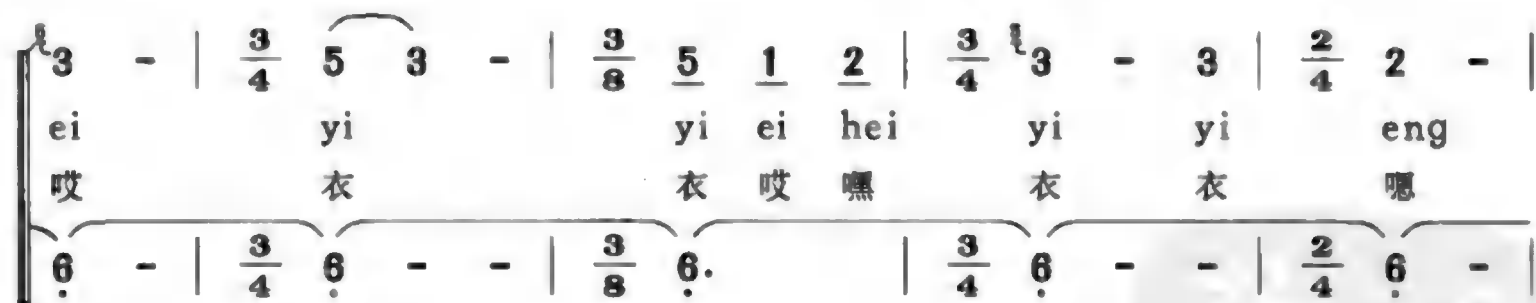 3 - | 3/4 5 3 - | 3/8 5 1 2 | 3/4 3 - 3 | 2/4 2 - |
ei yi yi ei hei yi yi eng
哎 衣 衣 哎 嘿 衣 衣 嗯
6 - | 3/4 6 - - | 3/8 6. | 3/4 6 - - | 2/4 6 - |